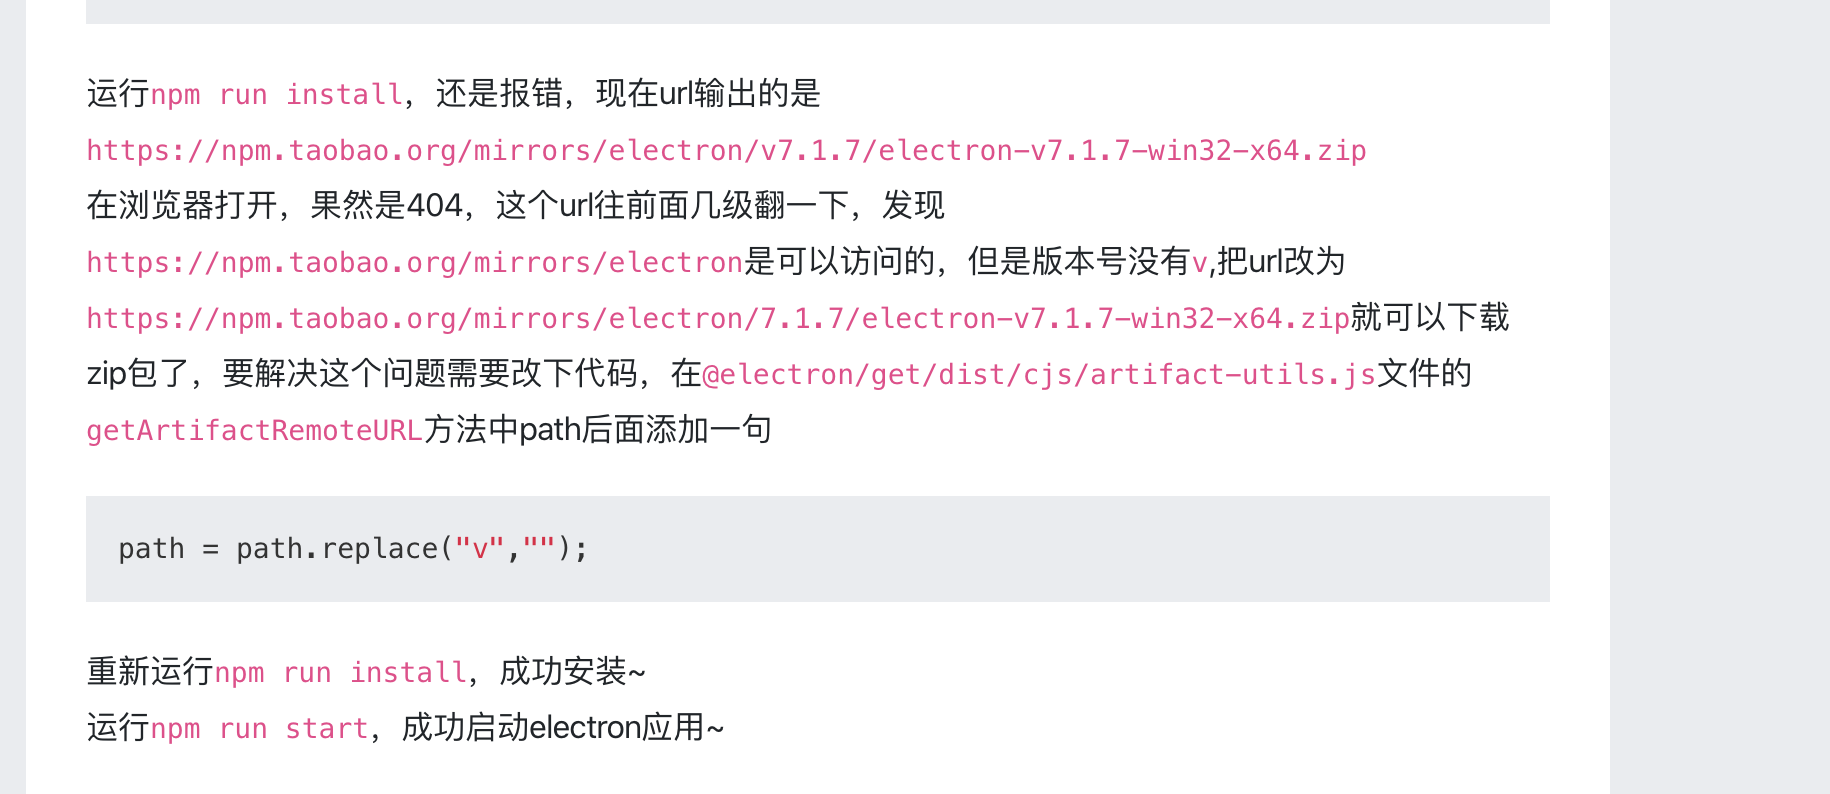 运行npm run install，还是报错，现在url输出的是
https://npm.taobao.org/mirrors/electron/v7.1.7/electron-v7.1.7-win32-x64.zip
在浏览器打开，果然是404，这个url往前面几级翻一下，发现
https://npm.taobao.org/mirrors/electron是可以访问的，但是版本号没有v,把url改为
https://npm.taobao.org/mirrors/electron/7.1.7/electron-v7.1.7-win32-x64.zip就可以下载
zip包了，要解决这个问题需要改下代码，在@electron/get/dist/cjs/artifact-utils.js文件的
getArtifactRemoteURL方法中path后面添加一句
path = path.replace("v","");
重新运行npm run install，成功安装~
运行npm run start，成功启动electron应用~